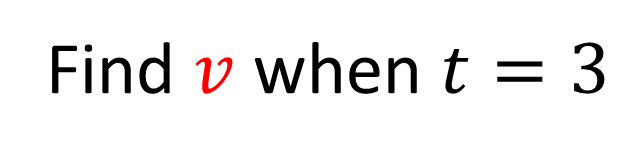 Find v when t = 3